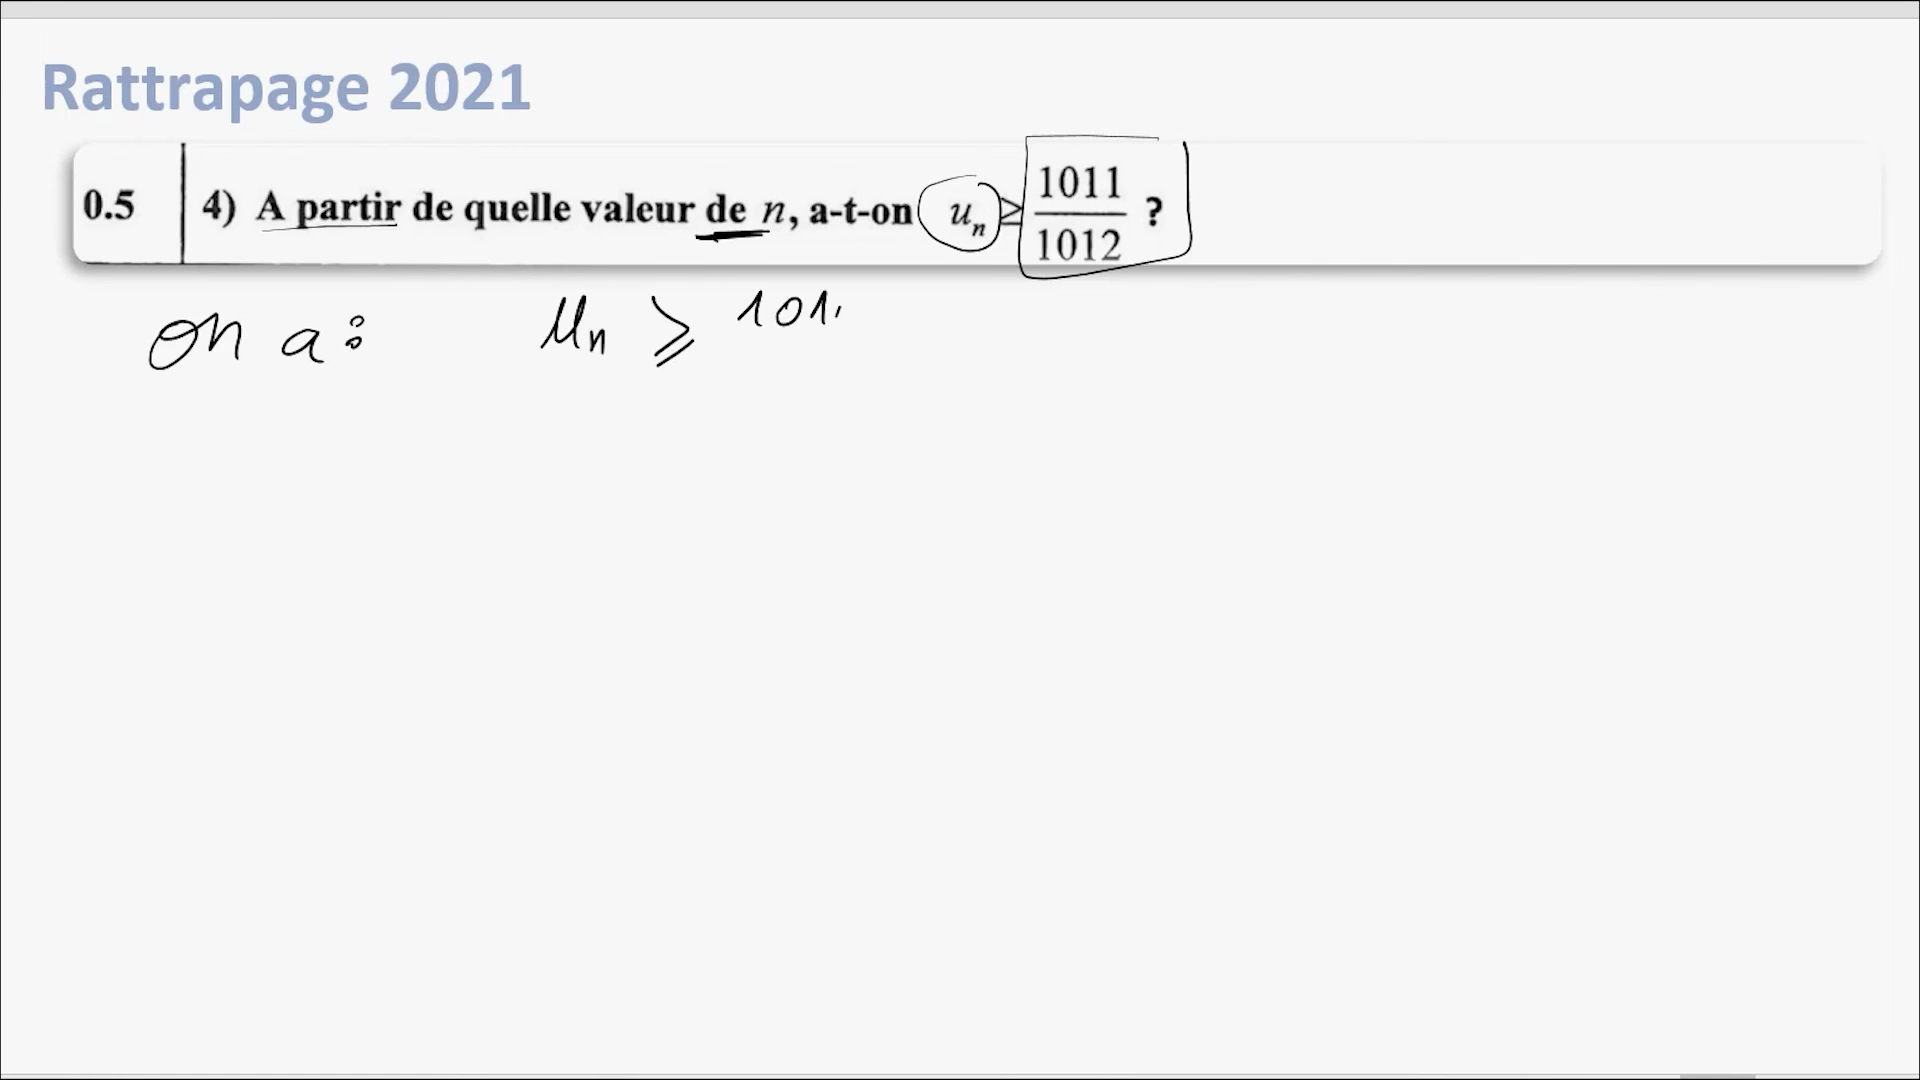 Rattrapage 2021
0.5 4) A partir de quelle valeur de n, a-t-on uₙ ≥ 1011/1012 ?
on a : uₙ ≥ 101